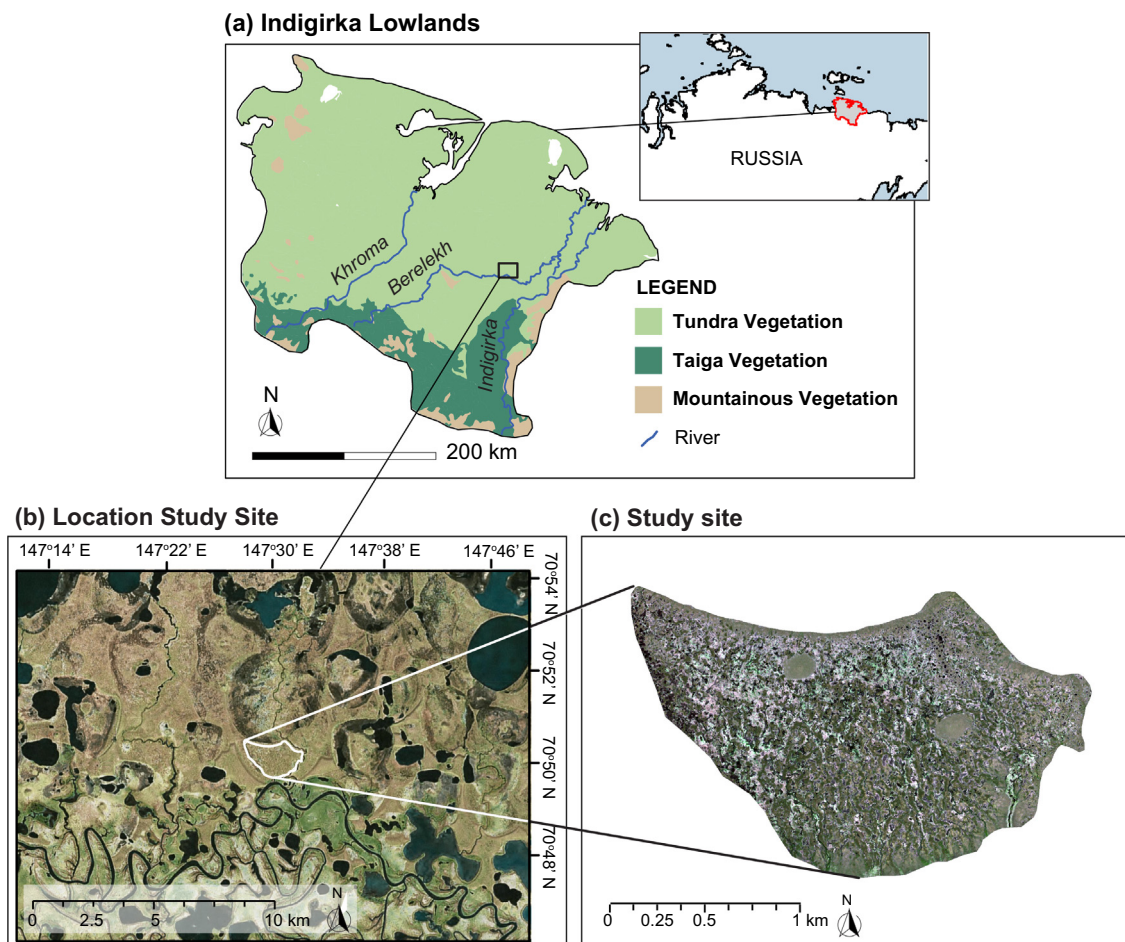 (a) Indigirka Lowlands
RUSSIA
Khroma
Berelekh
Indigirka
LEGEND
Tundra Vegetation
Taiga Vegetation
Mountainous Vegetation
River
N
200 km
(b) Location Study Site
147°14' E 147°22' E 147°30' E 147°38' E 147°46' E
70°54' N
70°52' N
70°50' N
70°48' N
N
0 2.5 5 10 km
(c) Study site
0 0.25 0.5 1 km
N